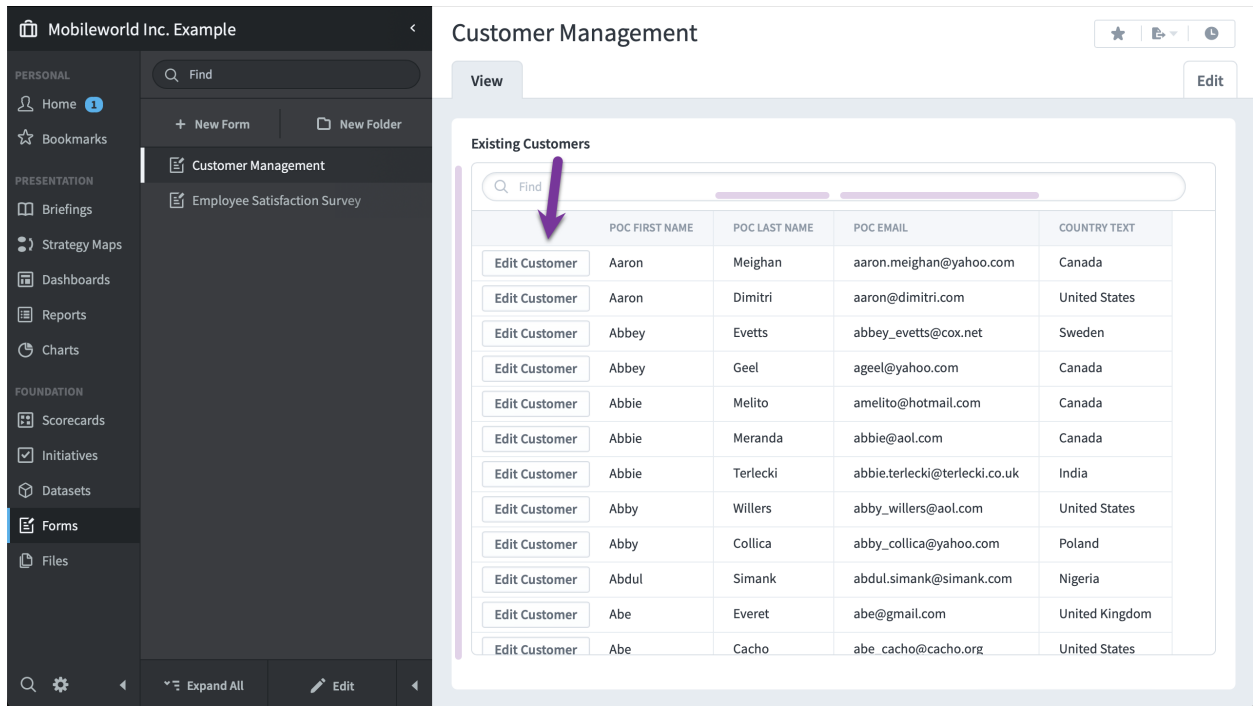 Mobileworld Inc. Example
PERSONAL
Home 1
Bookmarks
PRESENTATION
Briefings
Strategy Maps
Dashboards
Reports
Charts
FOUNDATION
Scorecards
Initiatives
Datasets
Forms
Files
Find
New Form New Folder
Customer Management
Employee Satisfaction Survey
Expand All Edit
Customer Management
View Edit
Existing Customers
Find
POC FIRST NAME POC LAST NAME POC EMAIL COUNTRY TEXT
Edit Customer Aaron Meighan aaron.meighan@yahoo.com Canada
Edit Customer Aaron Dimitri aaron@dimitri.com United States
Edit Customer Abbey Evetts abbey_evetts@cox.net Sweden
Edit Customer Abbey Geel ageel@yahoo.com Canada
Edit Customer Abbie Melito amelito@hotmail.com Canada
Edit Customer Abbie Meranda abbie@aol.com Canada
Edit Customer Abbie Terlecki abbie.terlecki@terlecki.co.uk India
Edit Customer Abby Willers abby_willers@aol.com United States
Edit Customer Abby Collica abby_collica@yahoo.com Poland
Edit Customer Abdul Simank abdul.simank@simank.com Nigeria
Edit Customer Abe Everet abe@gmail.com United Kingdom
Edit Customer Abe Cacho abe_cacho@cacho.org United States